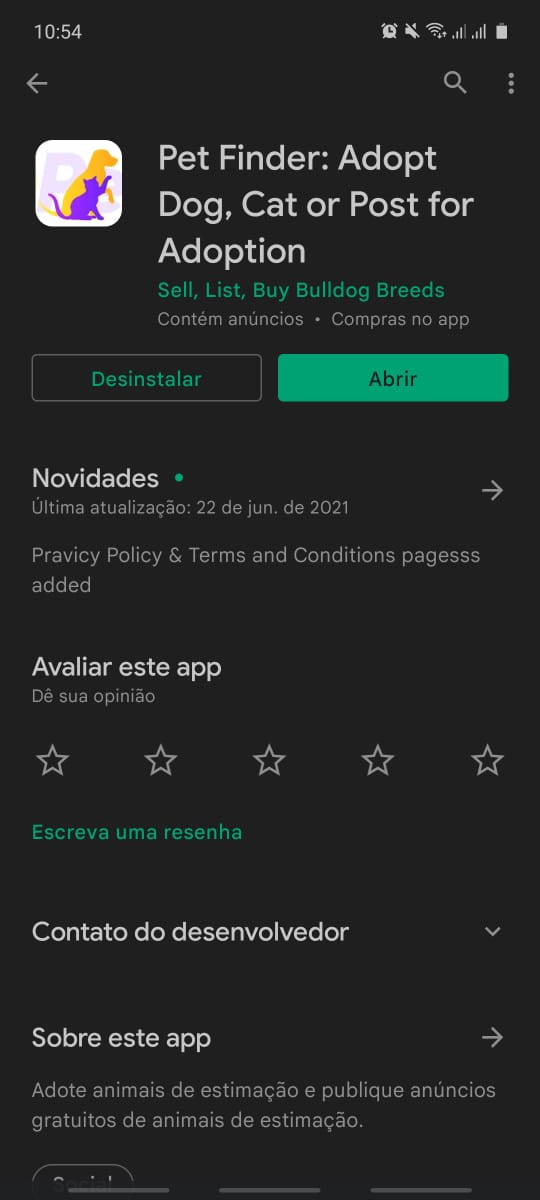 10:54
Pet Finder: Adopt
Dog, Cat or Post for
Adoption
Sell, List, Buy Bulldog Breeds
Contém anúncios • Compras no app
Desinstalar
Abrir
Novidades •
Última atualização: 22 de jun. de 2021
Pravicy Policy & Terms and Conditions pagesss
added
Avaliar este app
Dê sua opinião
Escreva uma resenha
Contato do desenvolvedor
Sobre este app
Adote animais de estimação e publique anúncios
gratuitos de animais de estimação.
Social